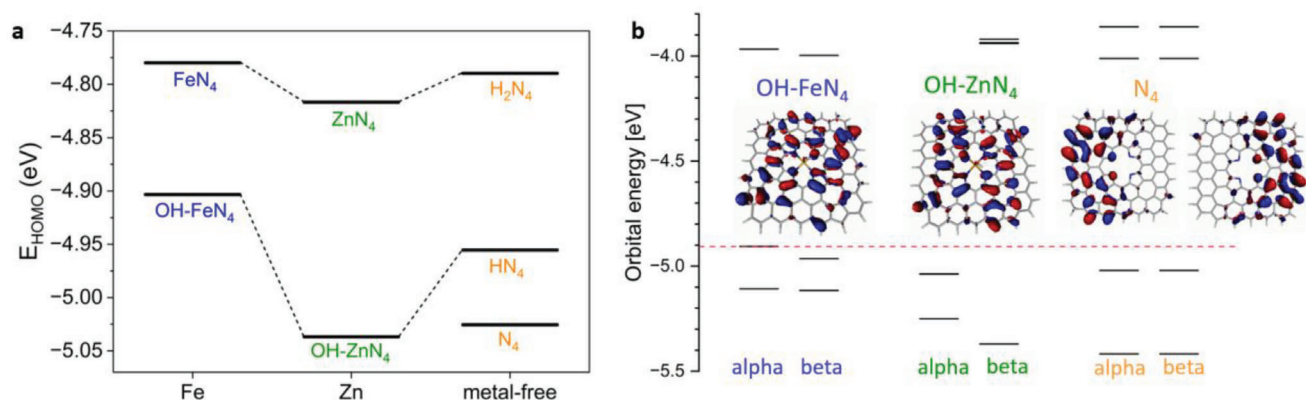 a
−4.75
−4.80
−4.85
−4.90
−4.95
−5.00
−5.05
E_HOMO (eV)
FeN₄
ZnN₄
H₂N₄
OH-FeN₄
HN₄
OH-ZnN₄
N₄
Fe
Zn
metal-free
b
−4.0
−4.5
−5.0
−5.5
Orbital energy [eV]
OH-FeN₄
OH-ZnN₄
N₄
alpha
beta
alpha
beta
alpha
beta